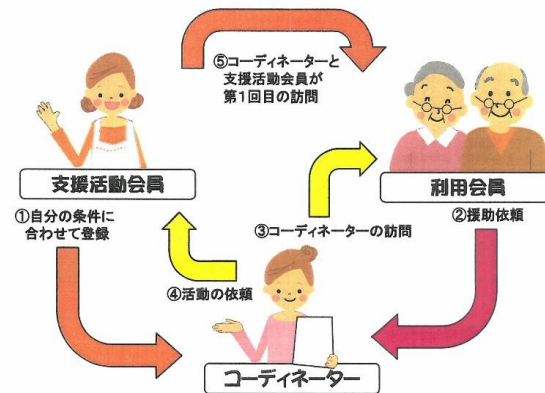 ⑤コーディネーターと
支援活動会員が
第1回目の訪問
支援活動会員
利用会員
①自分の条件に
合わせて登録
②援助依頼
③コーディネーターの訪問
④活動の依頼
コーディネーター